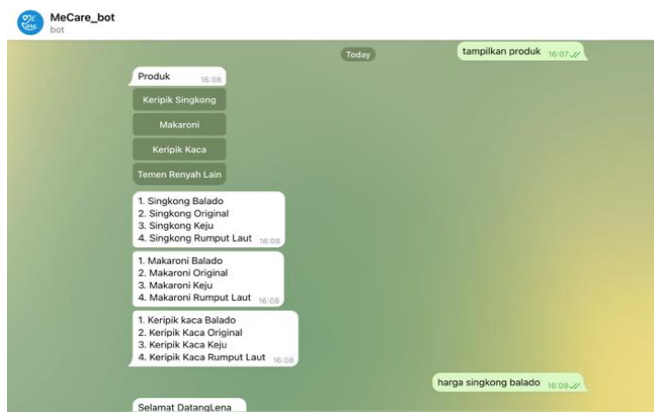 MeCare_bot
bot
Today
tampilkan produk 16:07
Produk 16:08
Keripik Singkong
Makaroni
Keripik Kaca
Temen Renyah Lain
1. Singkong Balado
2. Singkong Original
3. Singkong Keju
4. Singkong Rumput Laut 16:08
1. Makaroni Balado
2. Makaroni Original
3. Makaroni Keju
4. Makaroni Rumput Laut 16:08
1. Keripik kaca Balado
2. Keripik Kaca Original
3. Keripik Kaca Keju
4. Keripik Kaca Rumput Laut 16:08
harga singkong balado 16:08
Selamat DatangLena